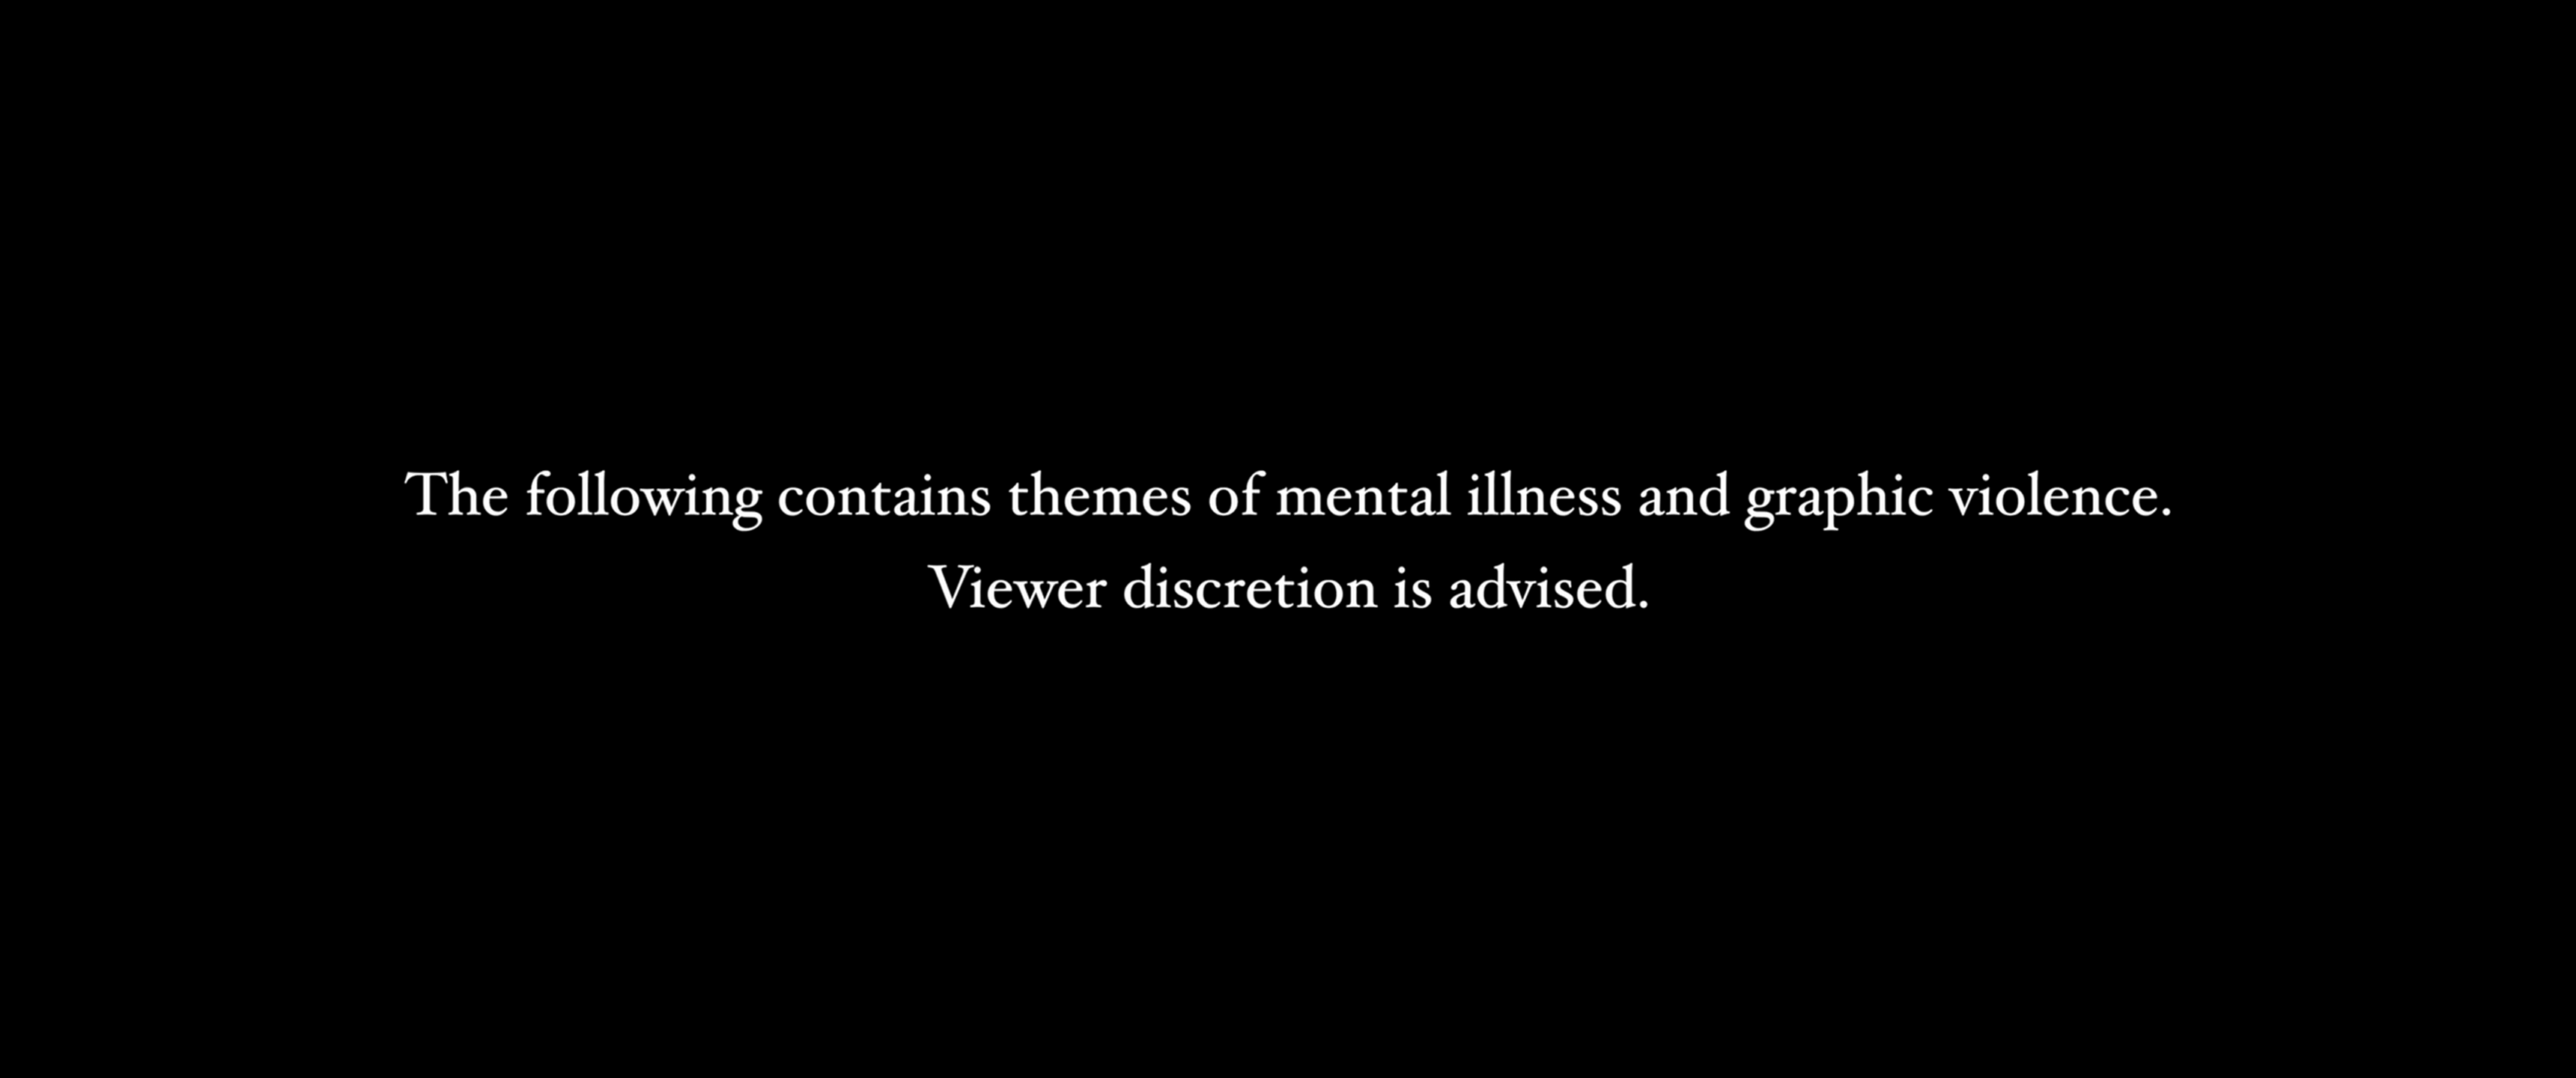 The following contains themes of mental illness and graphic violence.
Viewer discretion is advised.